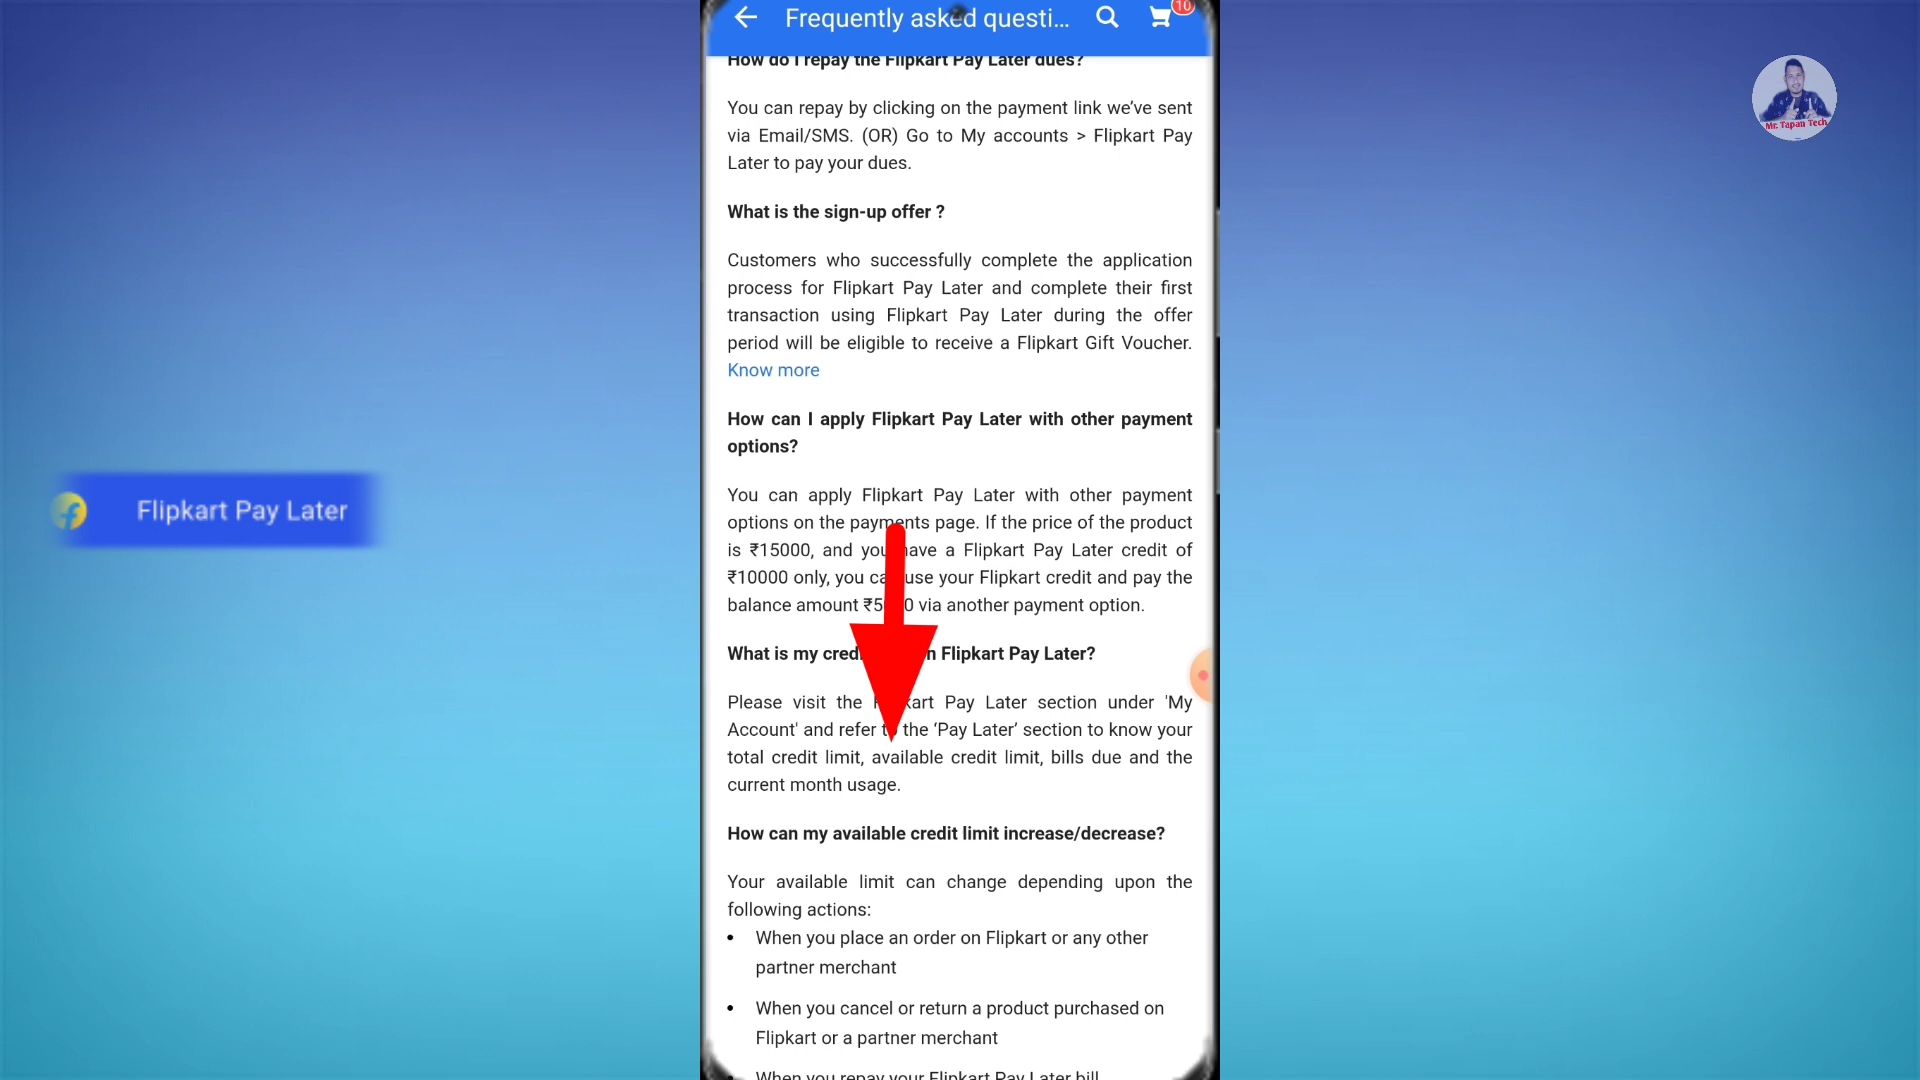 Frequently asked questi...
10
How do I repay the Flipkart Pay Later dues?
You can repay by clicking on the payment link we’ve sent
via Email/SMS. (OR) Go to My accounts > Flipkart Pay
Later to pay your dues.
What is the sign-up offer ?
Customers who successfully complete the application
process for Flipkart Pay Later and complete their first
transaction using Flipkart Pay Later during the offer
period will be eligible to receive a Flipkart Gift Voucher.
Know more
How can I apply Flipkart Pay Later with other payment
options?
You can apply Flipkart Pay Later with other payment
options on the payments page. If the price of the product
is ₹15000, and you have a Flipkart Pay Later credit of
₹10000 only, you can use your Flipkart credit and pay the
balance amount ₹5000 via another payment option.
What is my credit on Flipkart Pay Later?
Please visit the Flipkart Pay Later section under 'My
Account' and refer to the ‘Pay Later’ section to know your
total credit limit, available credit limit, bills due and the
current month usage.
How can my available credit limit increase/decrease?
Your available limit can change depending upon the
following actions:
• When you place an order on Flipkart or any other
partner merchant
• When you cancel or return a product purchased on
Flipkart or a partner merchant
When you repay your Flipkart Pay Later bill
Flipkart Pay Later
Mr. Tapan Tech